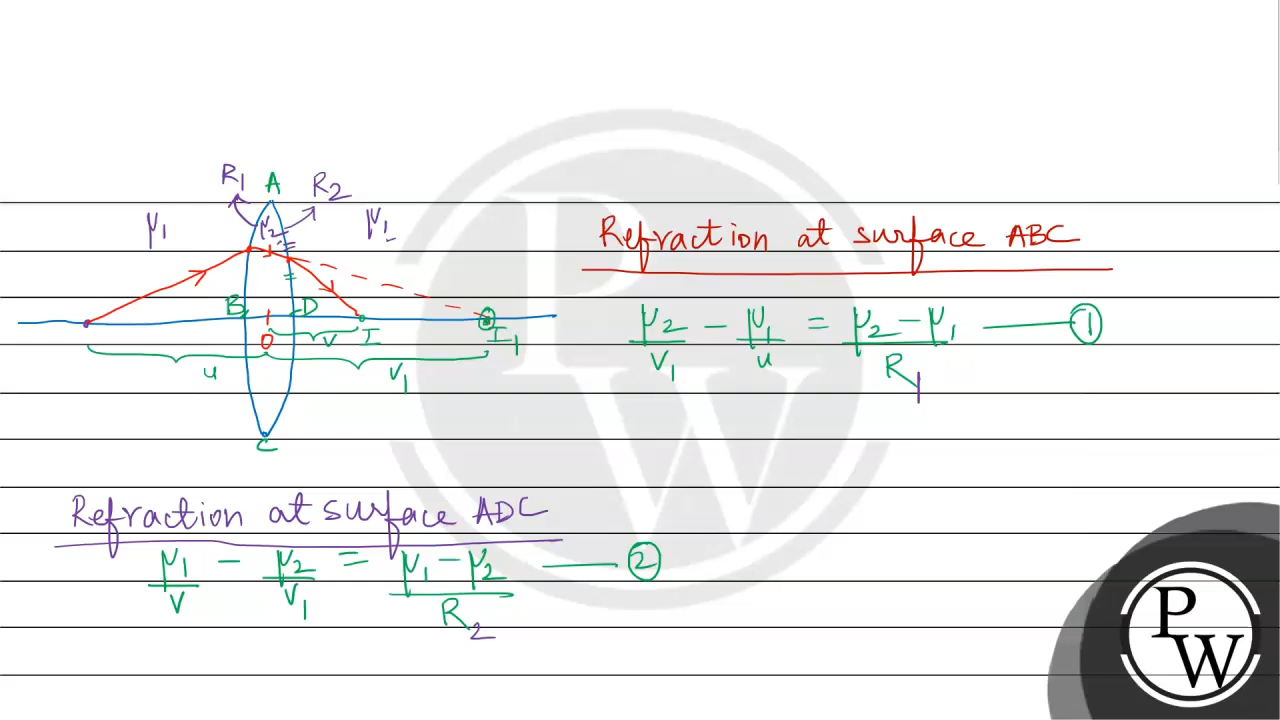 R₁ A R₂
μ₁ μ₂ μ₁
B D
O V I I₁
u V₁
C
Refraction at surface ABC
μ₂/V₁ − μ₁/u = (μ₂ − μ₁)/R₁ —— ①
Refraction at surface ADC
μ₁/V − μ₂/V₁ = (μ₁ − μ₂)/R₂ —— ②
PW
PW